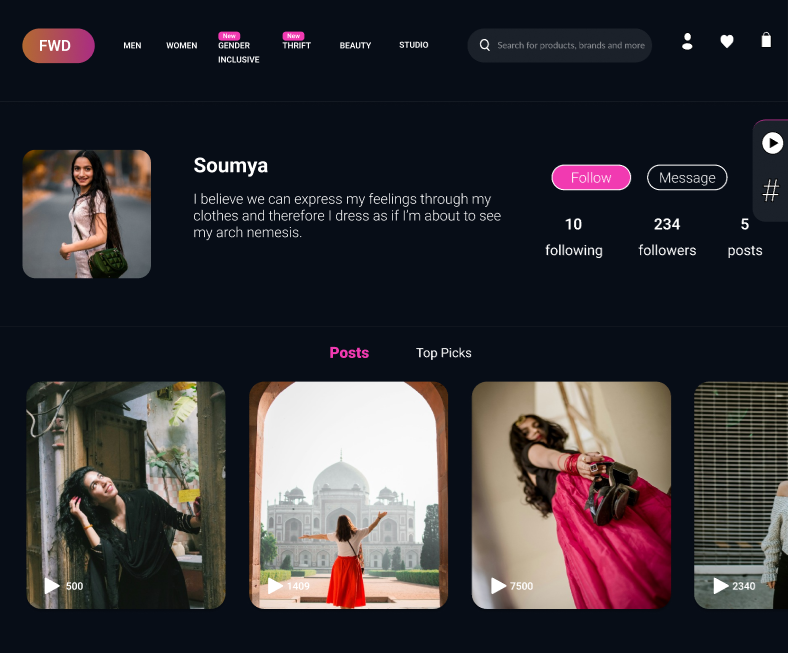 FWD
MEN
WOMEN
New
GENDER
INCLUSIVE
New
THRIFT
BEAUTY
STUDIO
Search for products, brands and more
Soumya
I believe we can express my feelings through my
clothes and therefore I dress as if I'm about to see
my arch nemesis.
Follow
Message
#
10
234
5
following
followers
posts
Posts
Top Picks
500
1409
7500
2340